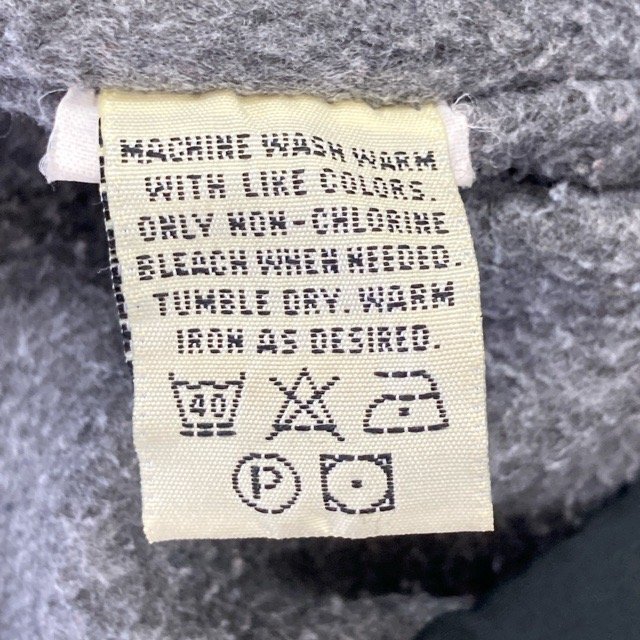 MACHINE WASH WARM
WITH LIKE COLORS.
ONLY NON-CHLORINE
BLEACH WHEN NEEDED.
TUMBLE DRY. WARM
IRON AS DESIRED.
40
P